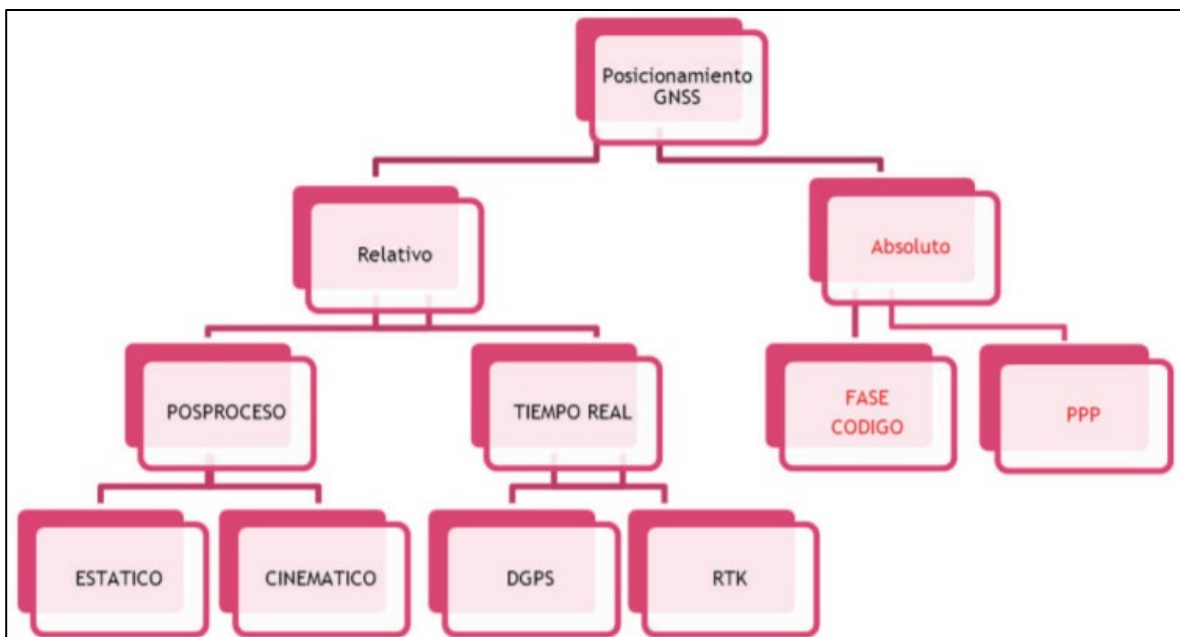 Posicionamiento
GNSS
Relativo
Absoluto
POSPROCESO
TIEMPO REAL
FASE
CODIGO
PPP
ESTATICO
CINEMATICO
DGPS
RTK